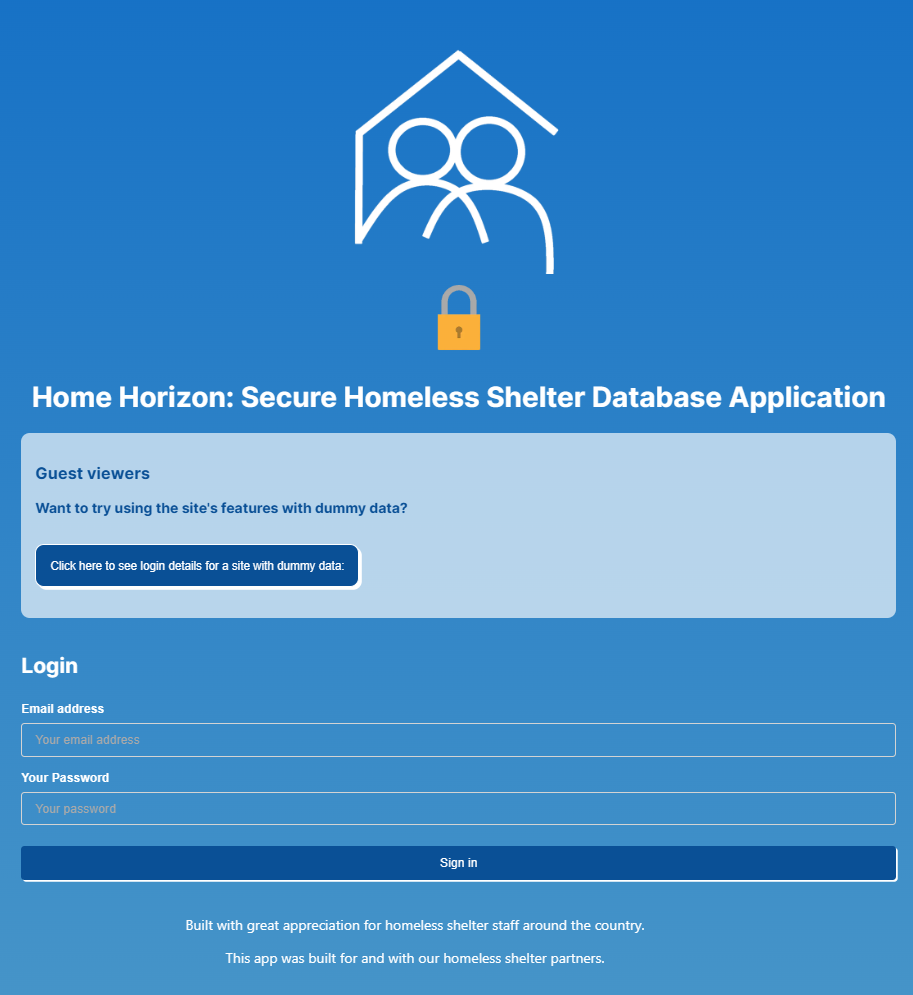 Home Horizon: Secure Homeless Shelter Database Application
Guest viewers
Want to try using the site's features with dummy data?
Click here to see login details for a site with dummy data:
Login
Email address
Your email address
Your Password
Your password
Sign in
Built with great appreciation for homeless shelter staff around the country.
This app was built for and with our homeless shelter partners.